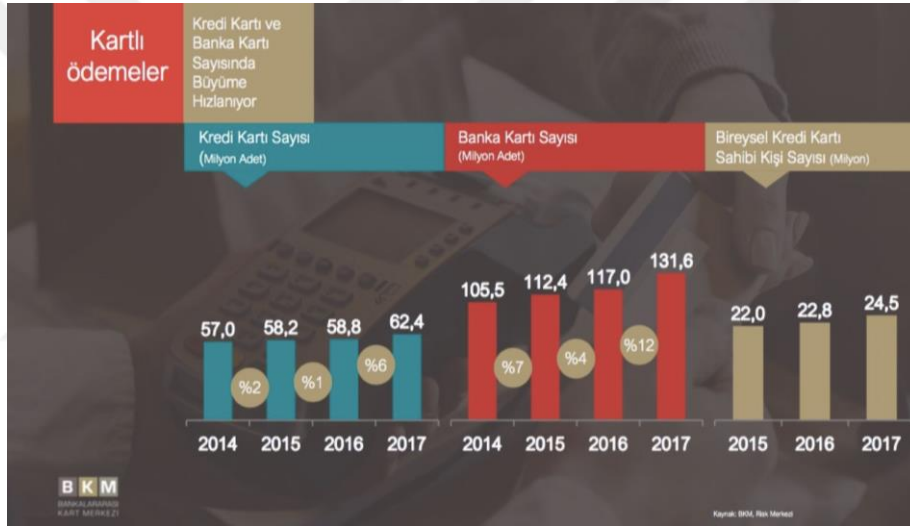 Kartlı
ödemeler
Kredi Kartı ve
Banka Kartı
Sayısında
Büyüme
Hızlanıyor
Kredi Kartı Sayısı
(Milyon Adet)
Banka Kartı Sayısı
(Milyon Adet)
Bireysel Kredi Kartı
Sahibi Kişi Sayısı (Milyon)
57,0 58,2 58,8 62,4
%2 %1 %6
2014 2015 2016 2017
105,5 112,4 117,0 131,6
%7 %4 %12
2014 2015 2016 2017
22,0 22,8 24,5
2015 2016 2017
BKM
BANKALARARASI
KART MERKEZİ
Kaynak: BKM, Risk Merkezi